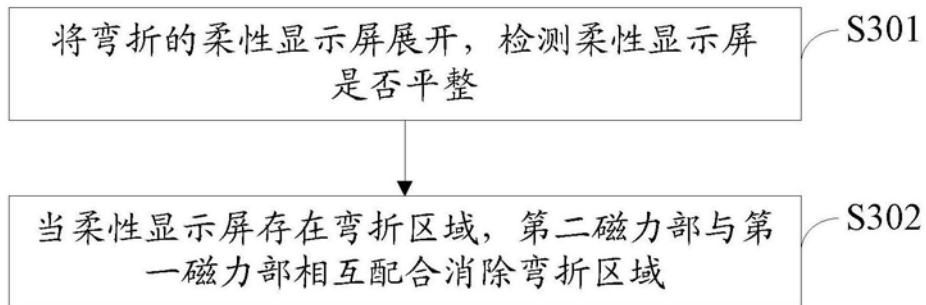 将弯折的柔性显示屏展开，检测柔性显示屏
是否平整
S301
当柔性显示屏存在弯折区域，第二磁力部与第
一磁力部相互配合消除弯折区域
S302